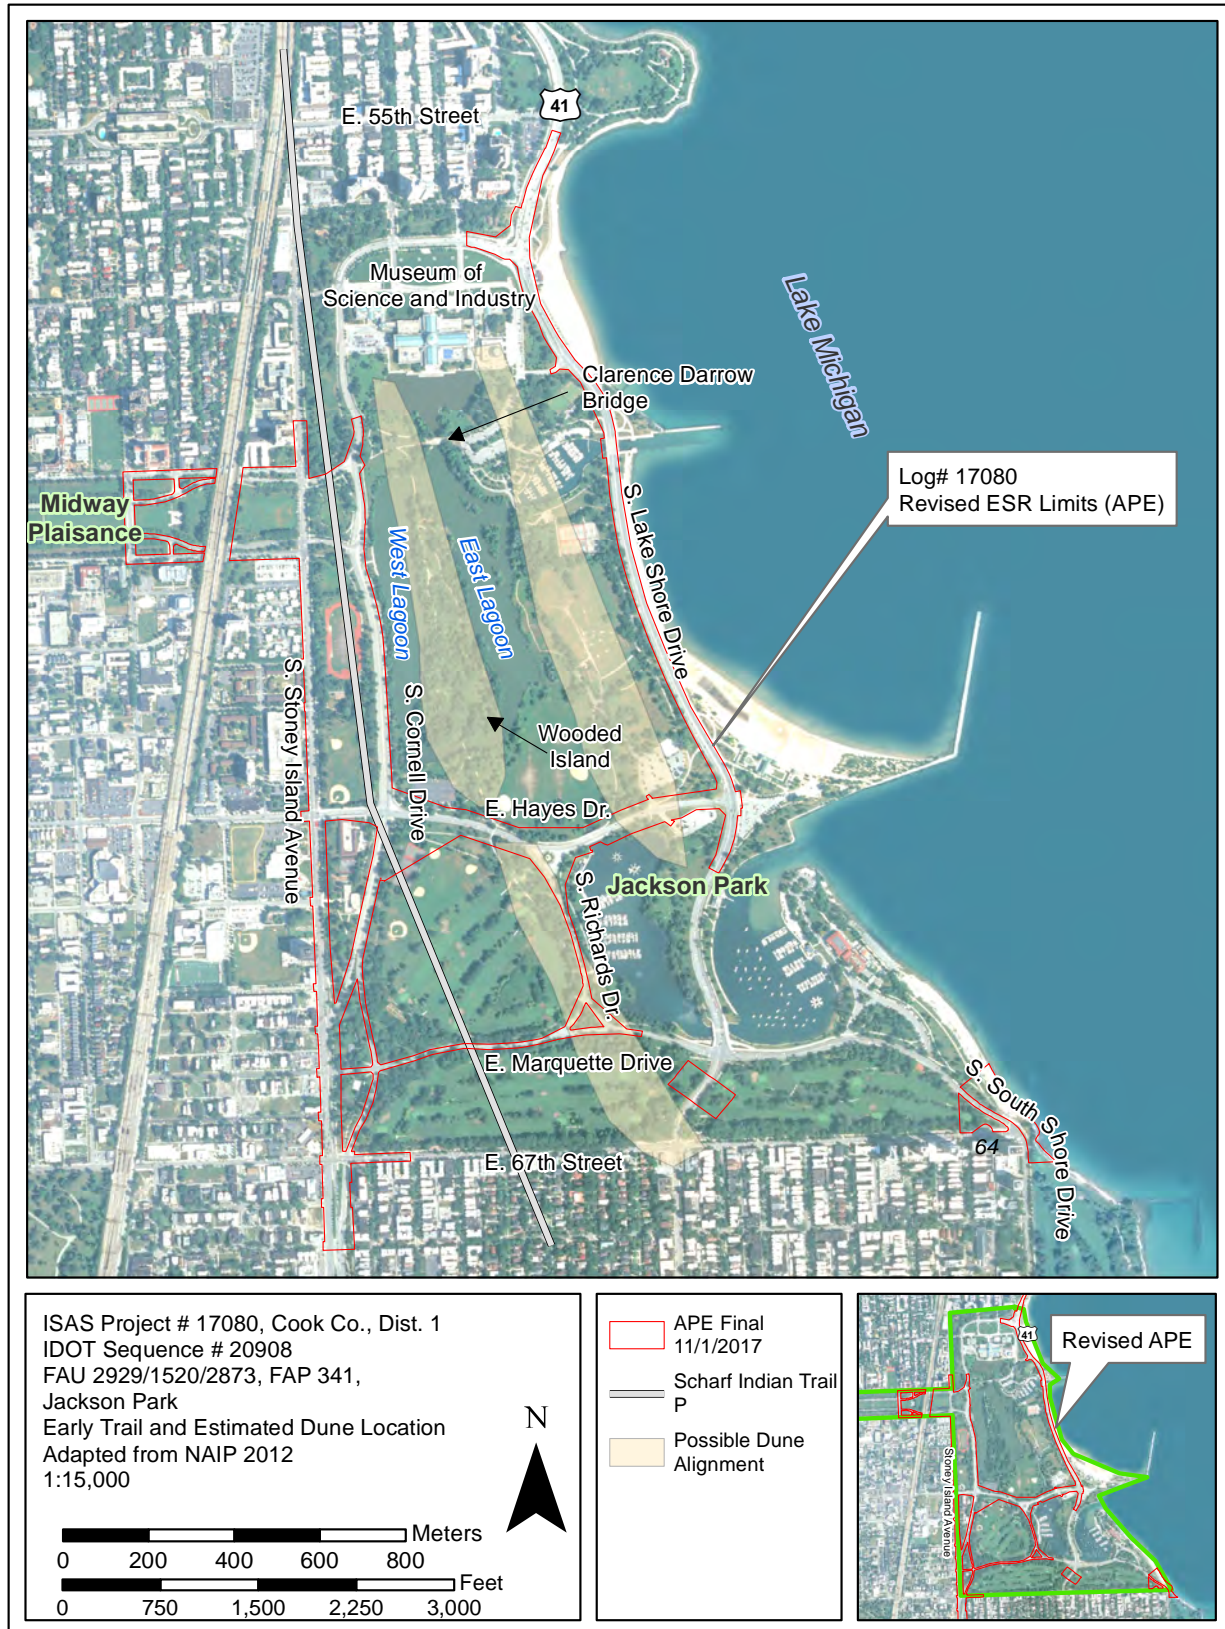 41
E. 55th Street
Museum of
Science and Industry
Lake Michigan
Clarence Darrow
Bridge
Log# 17080
Revised ESR Limits (APE)
Midway
Plaisance
S. Lake Shore Drive
West Lagoon
East Lagoon
S. Stoney Island Avenue
S. Cornell Drive
Wooded
Island
E. Hayes Dr.
S. Richards Dr.
Jackson Park
E. Marquette Drive
S. South Shore Drive
64
E. 67th Street
ISAS Project # 17080, Cook Co., Dist. 1
IDOT Sequence # 20908
FAU 2929/1520/2873, FAP 341,
Jackson Park
Early Trail and Estimated Dune Location
Adapted from NAIP 2012
1:15,000
N
Meters
0 200 400 600 800
Feet
0 750 1,500 2,250 3,000
APE Final
11/1/2017
Scharf Indian Trail
P
Possible Dune
Alignment
41
Revised APE
Stoney Island Avenue